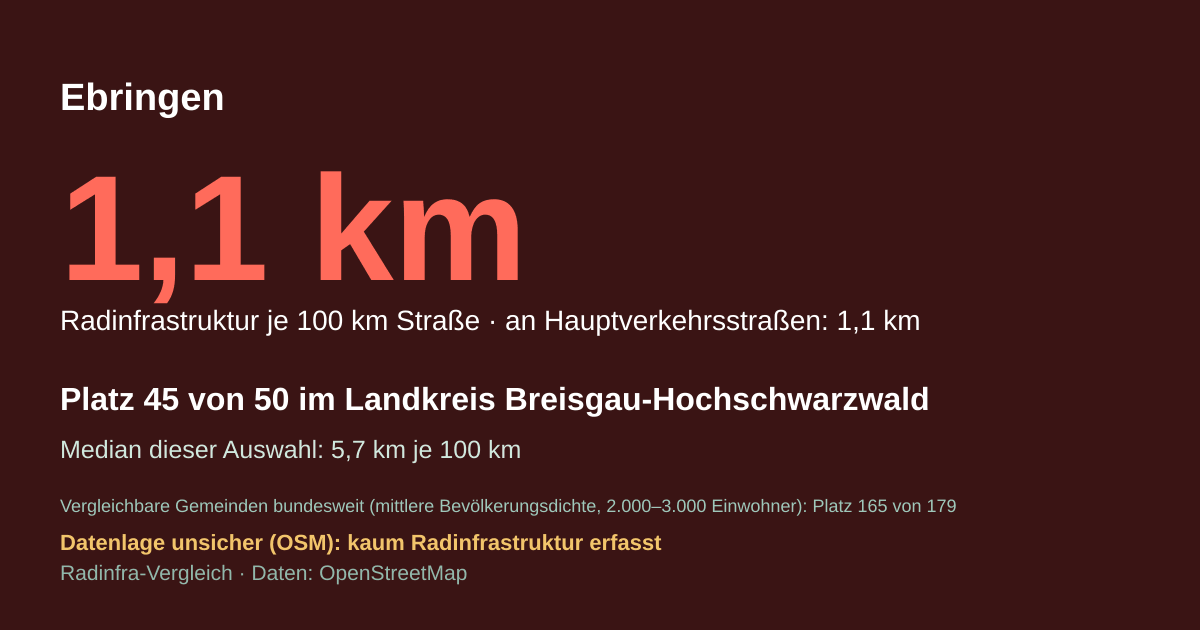 Ebringen
1,1 km
Radinfrastruktur je 100 km Straße · an Hauptverkehrsstraßen: 1,1 km
Platz 45 von 50 im Landkreis Breisgau-Hochschwarzwald
Median dieser Auswahl: 5,7 km je 100 km
Vergleichbare Gemeinden bundesweit (mittlere Bevölkerungsdichte, 2.000–3.000 Einwohner): Platz 165 von 179
Datenlage unsicher (OSM): kaum Radinfrastruktur erfasst
Radinfra-Vergleich · Daten: OpenStreetMap